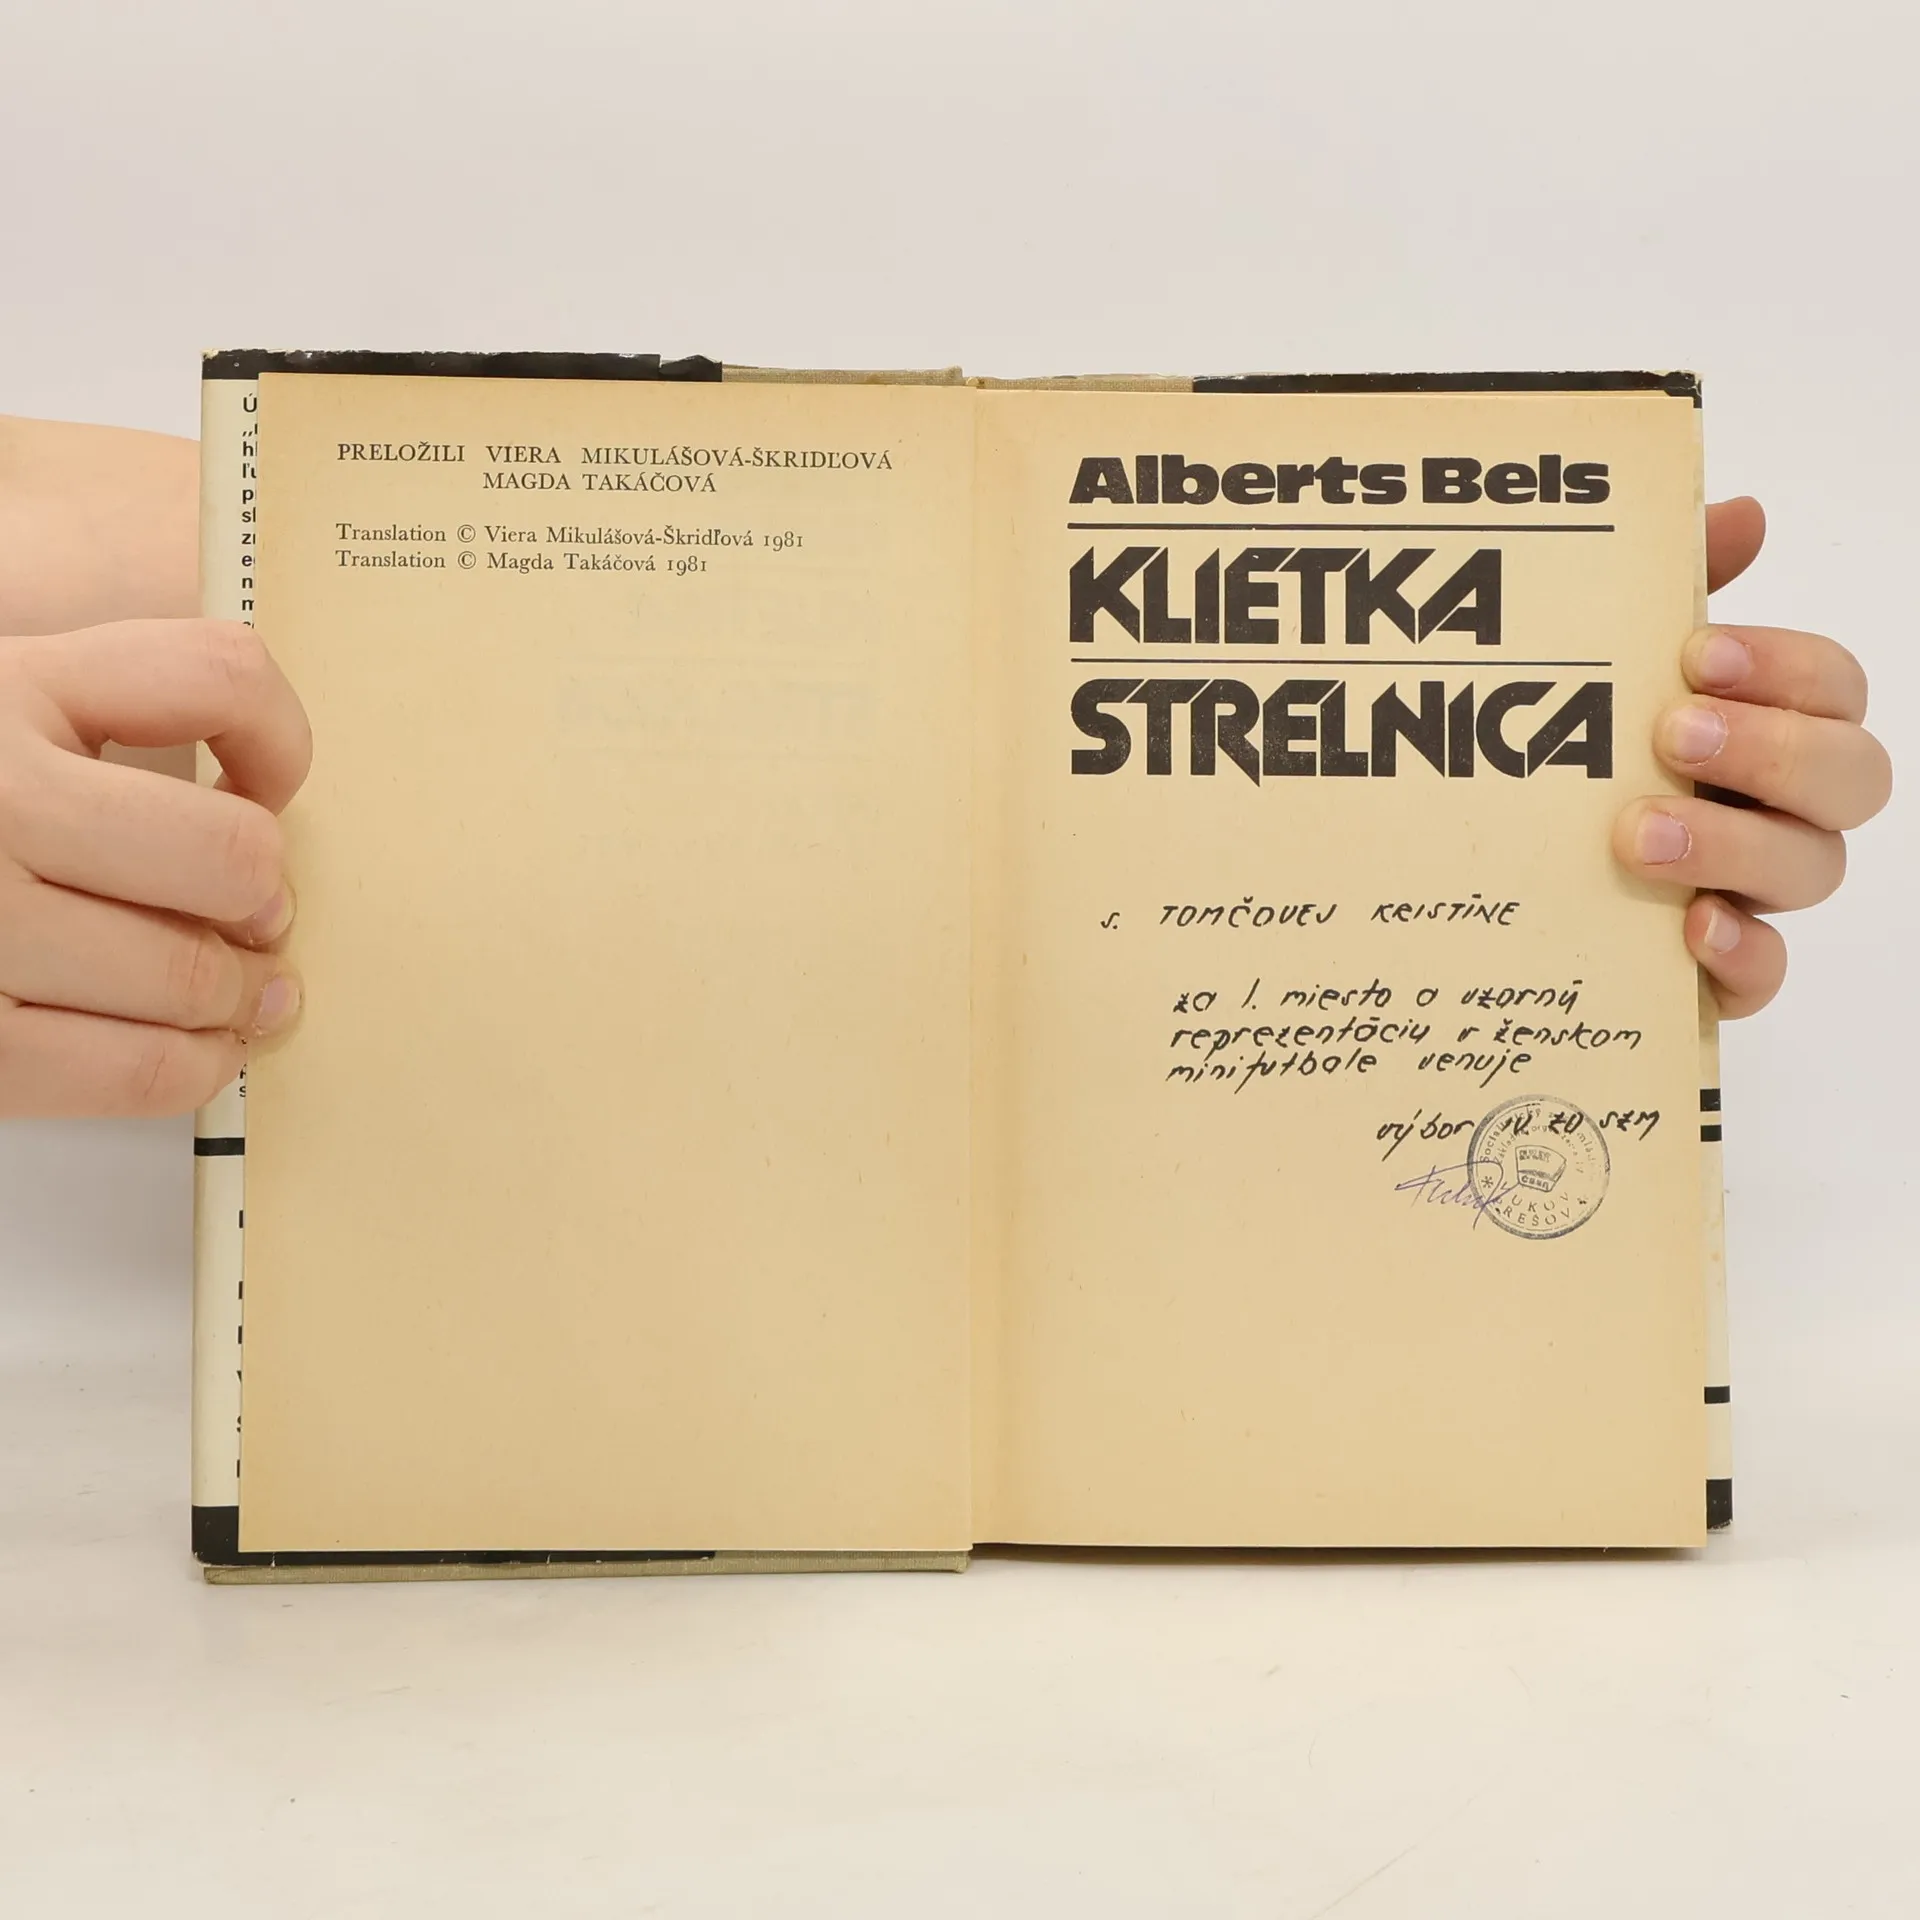 PRELOŽILI VIERA MIKULÁŠOVÁ-ŠKRIDĽOVÁ
MAGDA TAKÁČOVÁ
Translation © Viera Mikulášová-Škridľová 1981
Translation © Magda Takáčová 1981
Alberts Bels
KLIETKA
STRELNICA
s. TOMČOVEJ KRISTÍNE
za 1. miesto a vzornú
reprezentáciu v ženskom
minifutbale venuje
výbor ZO SZM